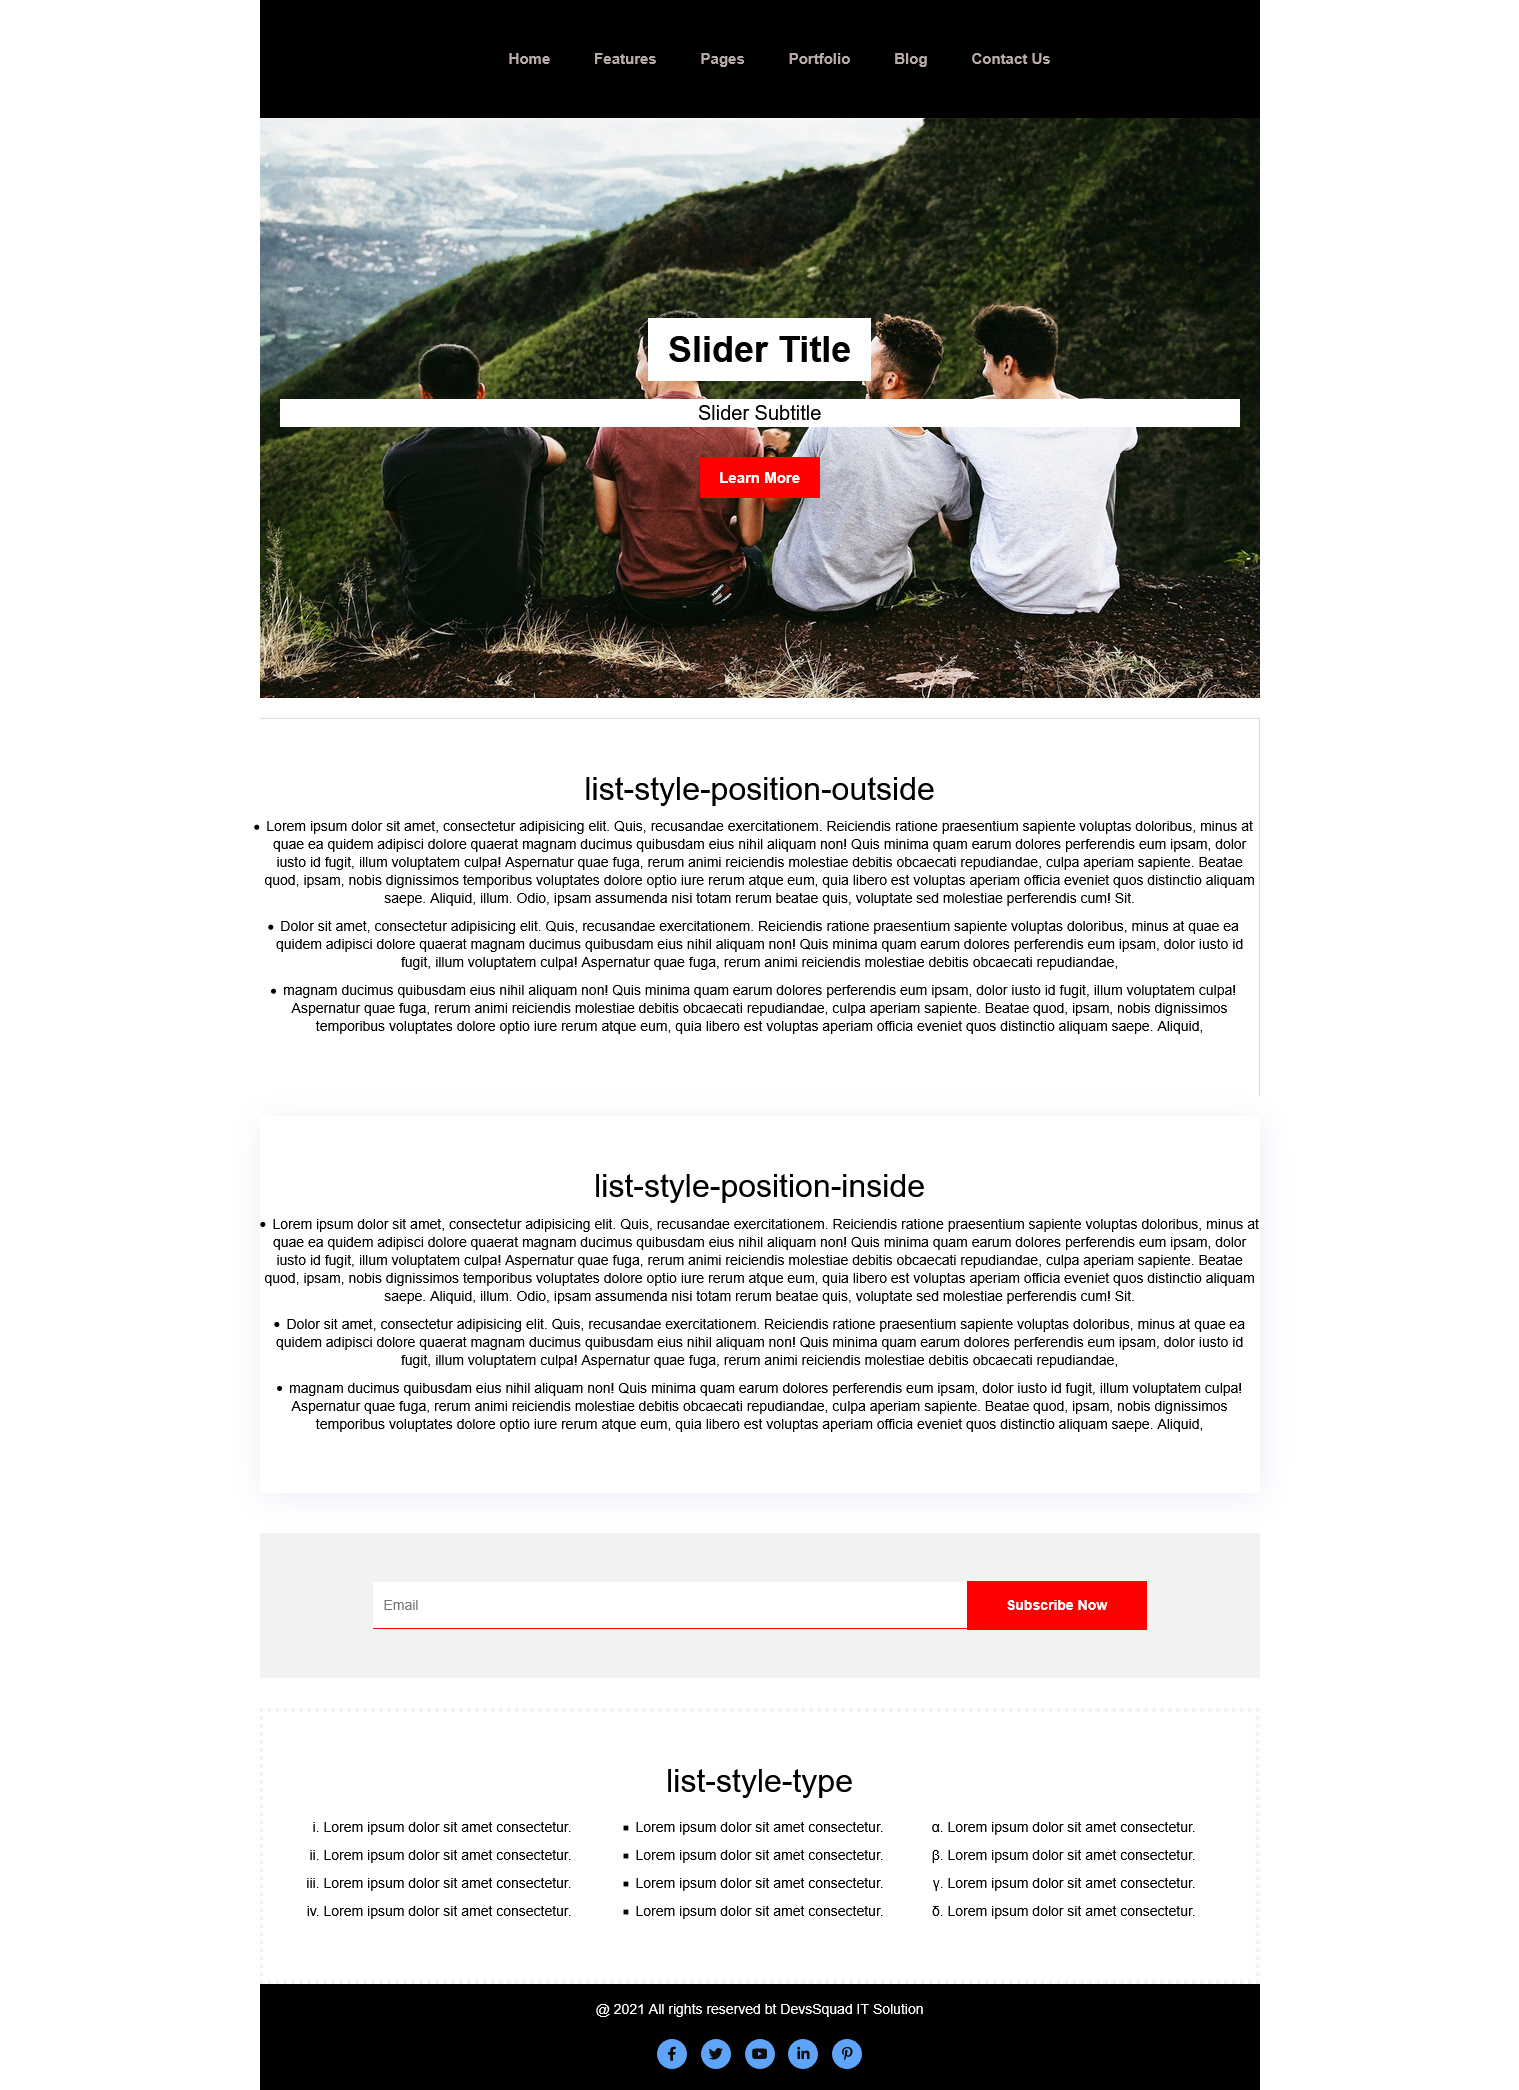 Home Features Pages Portfolio Blog Contact Us
Slider Title
Slider Subtitle
Learn More
list-style-position-outside
• Lorem ipsum dolor sit amet, consectetur adipisicing elit. Quis, recusandae exercitationem. Reiciendis ratione praesentium sapiente voluptas doloribus, minus at
quae ea quidem adipisci dolore quaerat magnam ducimus quibusdam eius nihil aliquam non! Quis minima quam earum dolores perferendis eum ipsam, dolor
iusto id fugit, illum voluptatem culpa! Aspernatur quae fuga, rerum animi reiciendis molestiae debitis obcaecati repudiandae, culpa aperiam sapiente. Beatae
quod, ipsam, nobis dignissimos temporibus voluptates dolore optio iure rerum atque eum, quia libero est voluptas aperiam officia eveniet quos distinctio aliquam
saepe. Aliquid, illum. Odio, ipsam assumenda nisi totam rerum beatae quis, voluptate sed molestiae perferendis cum! Sit.
• Dolor sit amet, consectetur adipisicing elit. Quis, recusandae exercitationem. Reiciendis ratione praesentium sapiente voluptas doloribus, minus at quae ea
quidem adipisci dolore quaerat magnam ducimus quibusdam eius nihil aliquam non! Quis minima quam earum dolores perferendis eum ipsam, dolor iusto id
fugit, illum voluptatem culpa! Aspernatur quae fuga, rerum animi reiciendis molestiae debitis obcaecati repudiandae,
• magnam ducimus quibusdam eius nihil aliquam non! Quis minima quam earum dolores perferendis eum ipsam, dolor iusto id fugit, illum voluptatem culpa!
Aspernatur quae fuga, rerum animi reiciendis molestiae debitis obcaecati repudiandae, culpa aperiam sapiente. Beatae quod, ipsam, nobis dignissimos
temporibus voluptates dolore optio iure rerum atque eum, quia libero est voluptas aperiam officia eveniet quos distinctio aliquam saepe. Aliquid,
list-style-position-inside
• Lorem ipsum dolor sit amet, consectetur adipisicing elit. Quis, recusandae exercitationem. Reiciendis ratione praesentium sapiente voluptas doloribus, minus at
quae ea quidem adipisci dolore quaerat magnam ducimus quibusdam eius nihil aliquam non! Quis minima quam earum dolores perferendis eum ipsam, dolor
iusto id fugit, illum voluptatem culpa! Aspernatur quae fuga, rerum animi reiciendis molestiae debitis obcaecati repudiandae, culpa aperiam sapiente. Beatae
quod, ipsam, nobis dignissimos temporibus voluptates dolore optio iure rerum atque eum, quia libero est voluptas aperiam officia eveniet quos distinctio aliquam
saepe. Aliquid, illum. Odio, ipsam assumenda nisi totam rerum beatae quis, voluptate sed molestiae perferendis cum! Sit.
• Dolor sit amet, consectetur adipisicing elit. Quis, recusandae exercitationem. Reiciendis ratione praesentium sapiente voluptas doloribus, minus at quae ea
quidem adipisci dolore quaerat magnam ducimus quibusdam eius nihil aliquam non! Quis minima quam earum dolores perferendis eum ipsam, dolor iusto id
fugit, illum voluptatem culpa! Aspernatur quae fuga, rerum animi reiciendis molestiae debitis obcaecati repudiandae,
• magnam ducimus quibusdam eius nihil aliquam non! Quis minima quam earum dolores perferendis eum ipsam, dolor iusto id fugit, illum voluptatem culpa!
Aspernatur quae fuga, rerum animi reiciendis molestiae debitis obcaecati repudiandae, culpa aperiam sapiente. Beatae quod, ipsam, nobis dignissimos
temporibus voluptates dolore optio iure rerum atque eum, quia libero est voluptas aperiam officia eveniet quos distinctio aliquam saepe. Aliquid,
Email Subscribe Now
list-style-type
i. Lorem ipsum dolor sit amet consectetur.
ii. Lorem ipsum dolor sit amet consectetur.
iii. Lorem ipsum dolor sit amet consectetur.
iv. Lorem ipsum dolor sit amet consectetur.
▪ Lorem ipsum dolor sit amet consectetur.
▪ Lorem ipsum dolor sit amet consectetur.
▪ Lorem ipsum dolor sit amet consectetur.
▪ Lorem ipsum dolor sit amet consectetur.
α. Lorem ipsum dolor sit amet consectetur.
β. Lorem ipsum dolor sit amet consectetur.
γ. Lorem ipsum dolor sit amet consectetur.
δ. Lorem ipsum dolor sit amet consectetur.
@ 2021 All rights reserved bt DevsSquad IT Solution